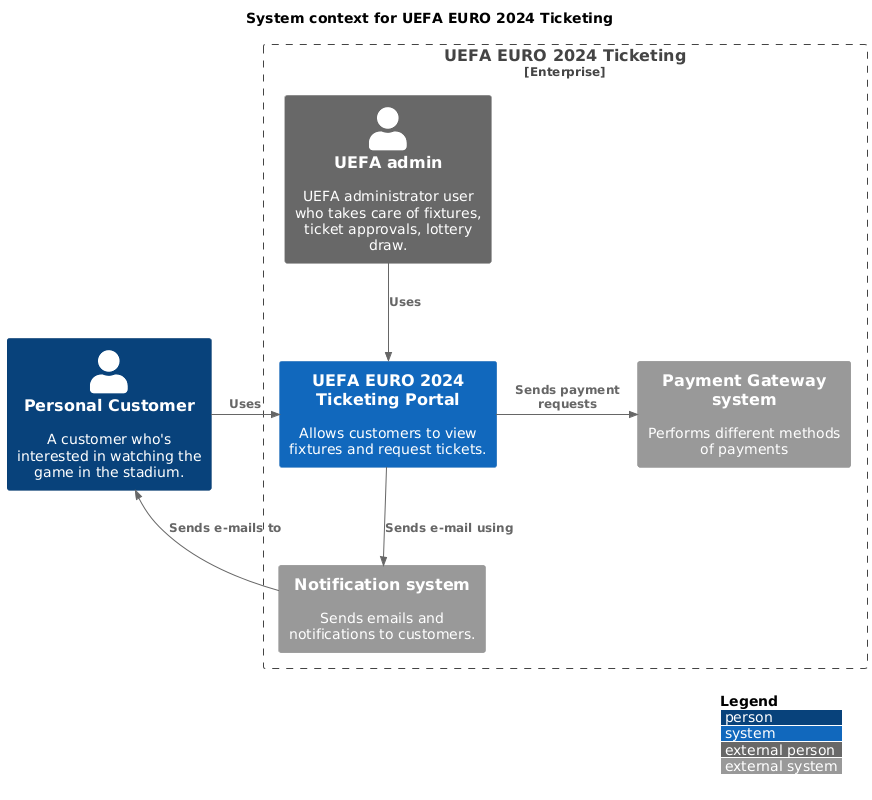 System context for UEFA EURO 2024 Ticketing
UEFA EURO 2024 Ticketing
[Enterprise]
UEFA admin
UEFA administrator user
who takes care of fixtures,
ticket approvals, lottery
draw.
Uses
Personal Customer
A customer who's
interested in watching the
game in the stadium.
Uses
UEFA EURO 2024
Ticketing Portal
Allows customers to view
fixtures and request tickets.
Sends payment
requests
Payment Gateway
system
Performs different methods
of payments
Sends e-mails to
Sends e-mail using
Notification system
Sends emails and
notifications to customers.
Legend
person
system
external person
external system